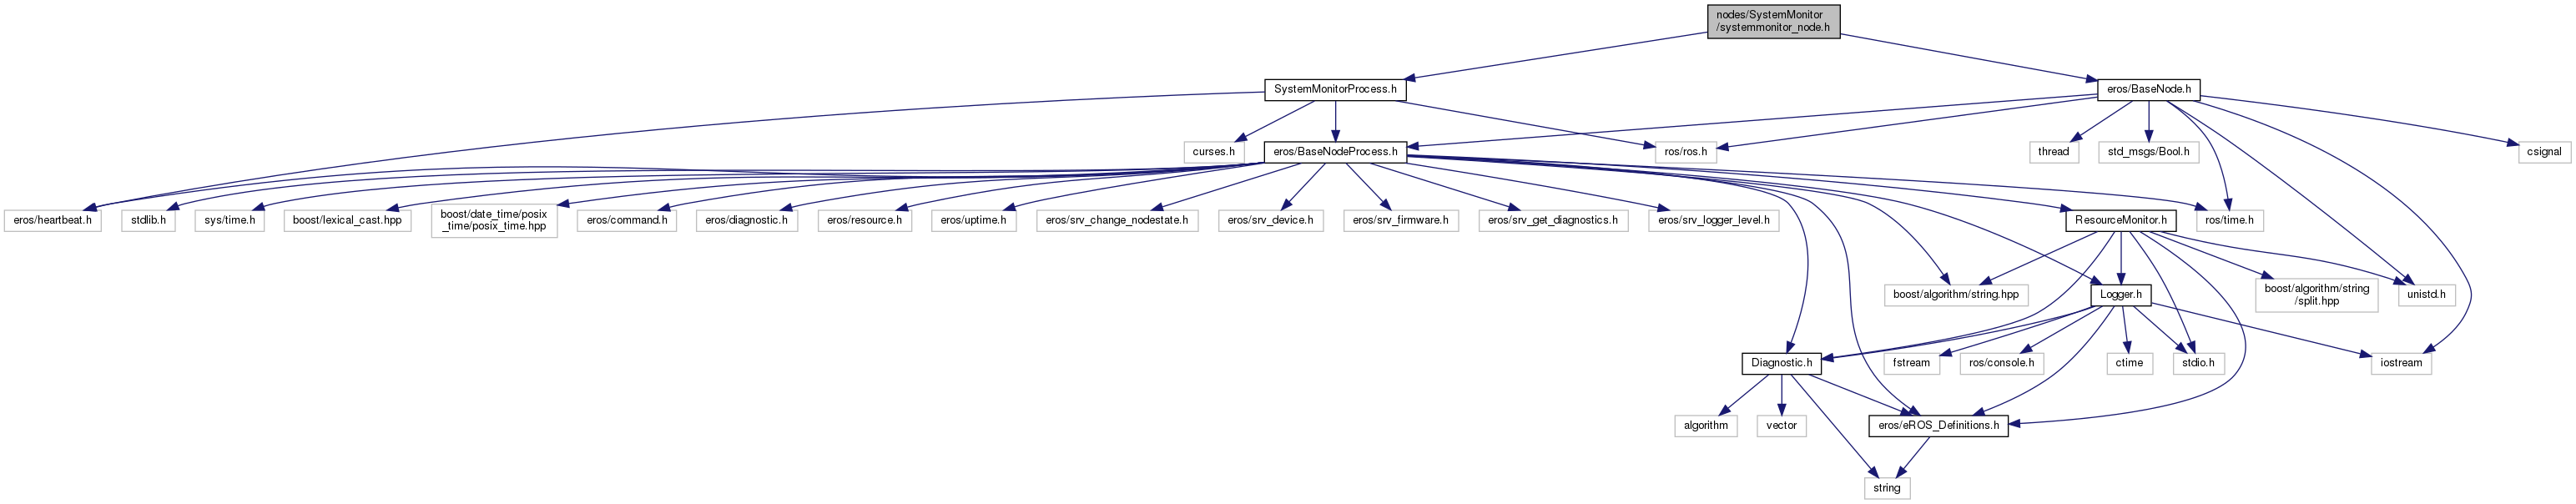 nodes/SystemMonitor
/systemmonitor_node.h
SystemMonitorProcess.h
eros/BaseNode.h
curses.h
eros/BaseNodeProcess.h
ros/ros.h
thread
std_msgs/Bool.h
csignal
eros/heartbeat.h
stdlib.h
sys/time.h
boost/lexical_cast.hpp
boost/date_time/posix
_time/posix_time.hpp
eros/command.h
eros/diagnostic.h
eros/resource.h
eros/uptime.h
eros/srv_change_nodestate.h
eros/srv_device.h
eros/srv_firmware.h
eros/srv_get_diagnostics.h
eros/srv_logger_level.h
ResourceMonitor.h
ros/time.h
boost/algorithm/string.hpp
Logger.h
boost/algorithm/string
/split.hpp
unistd.h
Diagnostic.h
fstream
ros/console.h
ctime
stdio.h
iostream
algorithm
vector
eros/eROS_Definitions.h
string